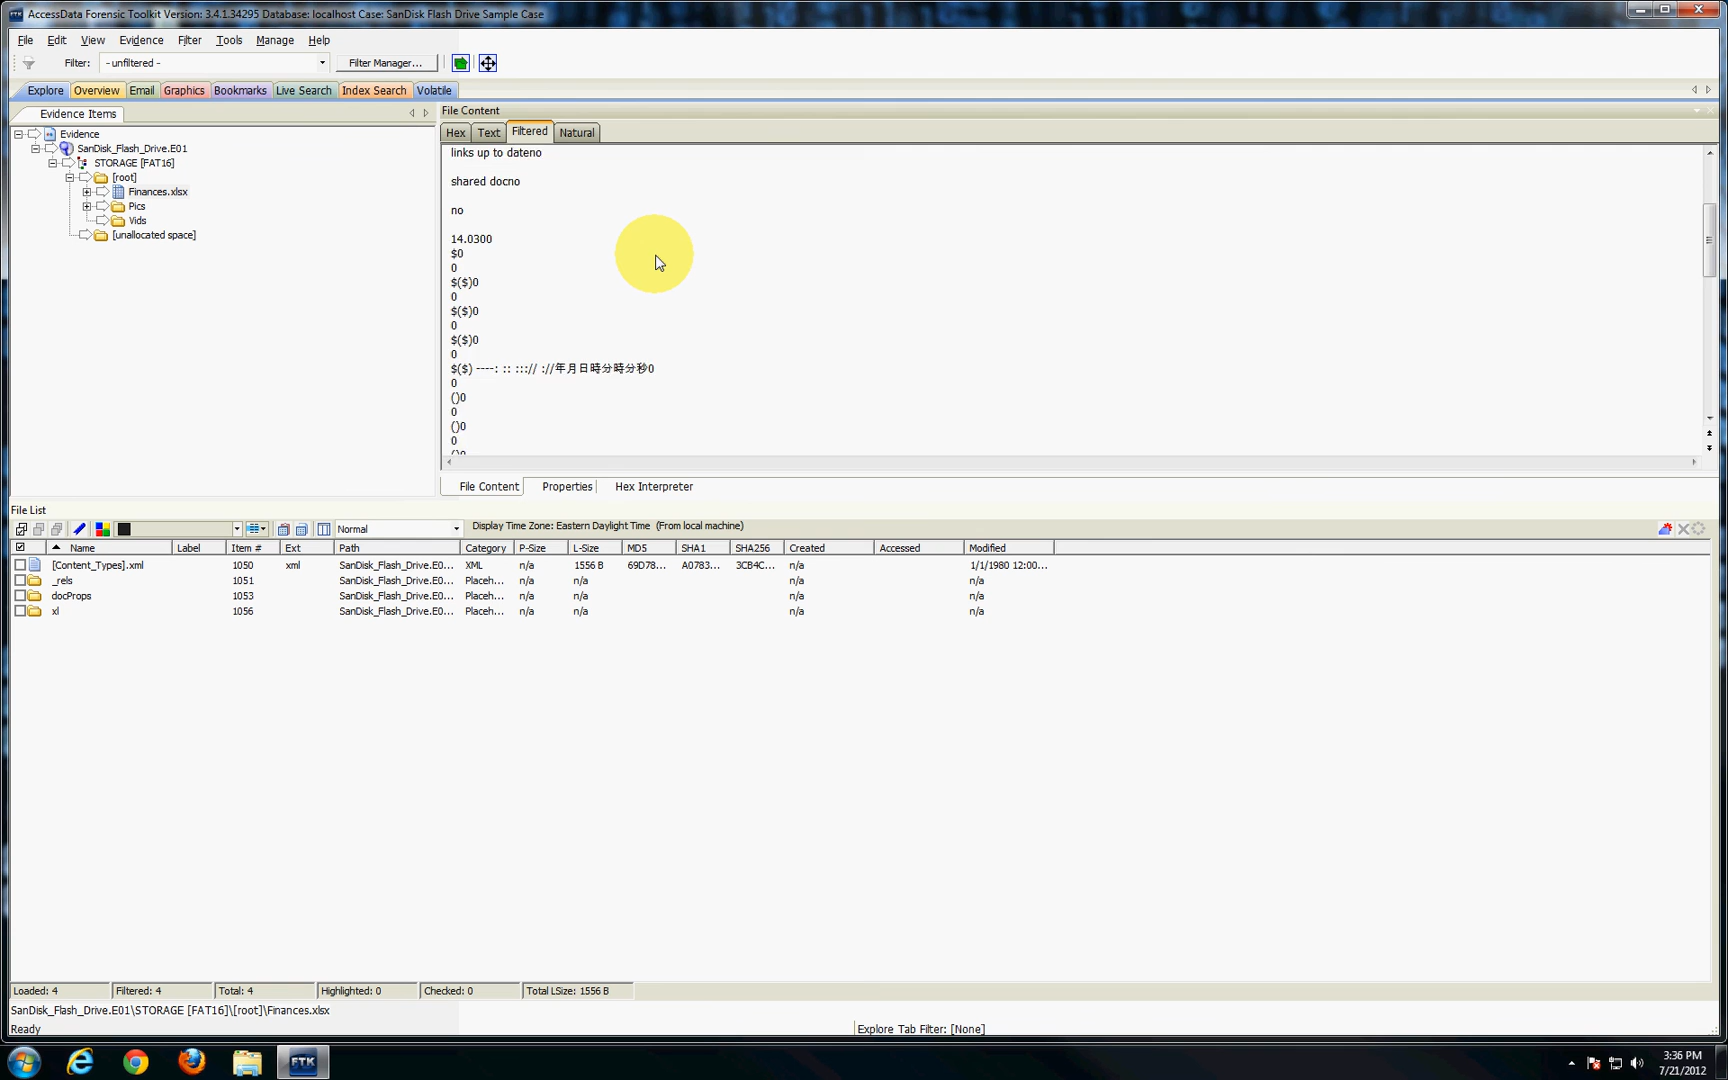 AccessData Forensic Toolkit Version: 3.4.1.34295 Database: localhost Case: SanDisk Flash Drive Sample Case
File Edit View Evidence Filter Tools Manage Help
Filter: - unfiltered - Filter Manager...
Explore Overview Email Graphics Bookmarks Live Search Index Search Volatile
Evidence Items
Evidence
SanDisk_Flash_Drive.E01
STORAGE [FAT16]
[root]
Finances.xlsx
Pics
Vids
[unallocated space]
File Content
Hex Text Filtered Natural
links up to dateno
shared docno
no
14.0300
$0
0
$($)0
0
$($)0
0
$($)0
0
$($) ----: :: ::// ://年月日時分時分秒0
0
()0
0
()0
0
()0
File Content Properties Hex Interpreter
File List
Normal Display Time Zone: Eastern Daylight Time (From local machine)
Name Label Item # Ext Path Category P-Size L-Size MD5 SHA1 SHA256 Created Accessed Modified
[Content_Types].xml 1050 xml SanDisk_Flash_Drive.E0... XML n/a 1556 B 69D78... A0783... 3CB4C... n/a 1/1/1980 12:00...
_rels 1051 SanDisk_Flash_Drive.E0... Placeh... n/a n/a n/a n/a
docProps 1053 SanDisk_Flash_Drive.E0... Placeh... n/a n/a n/a n/a
xl 1056 SanDisk_Flash_Drive.E0... Placeh... n/a n/a n/a n/a
Loaded: 4 Filtered: 4 Total: 4 Highlighted: 0 Checked: 0 Total LSize: 1556 B
SanDisk_Flash_Drive.E01\STORAGE [FAT16]\[root]\Finances.xlsx
Ready Explore Tab Filter: [None]
FTK
3:36 PM
7/21/2012